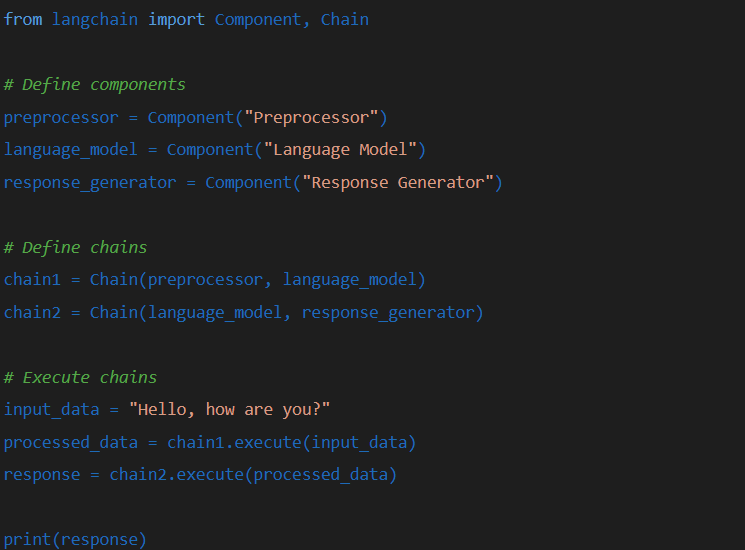 from langchain import Component, Chain
# Define components
preprocessor = Component("Preprocessor")
language_model = Component("Language Model")
response_generator = Component("Response Generator")
# Define chains
chain1 = Chain(preprocessor, language_model)
chain2 = Chain(language_model, response_generator)
# Execute chains
input_data = "Hello, how are you?"
processed_data = chain1.execute(input_data)
response = chain2.execute(processed_data)
print(response)